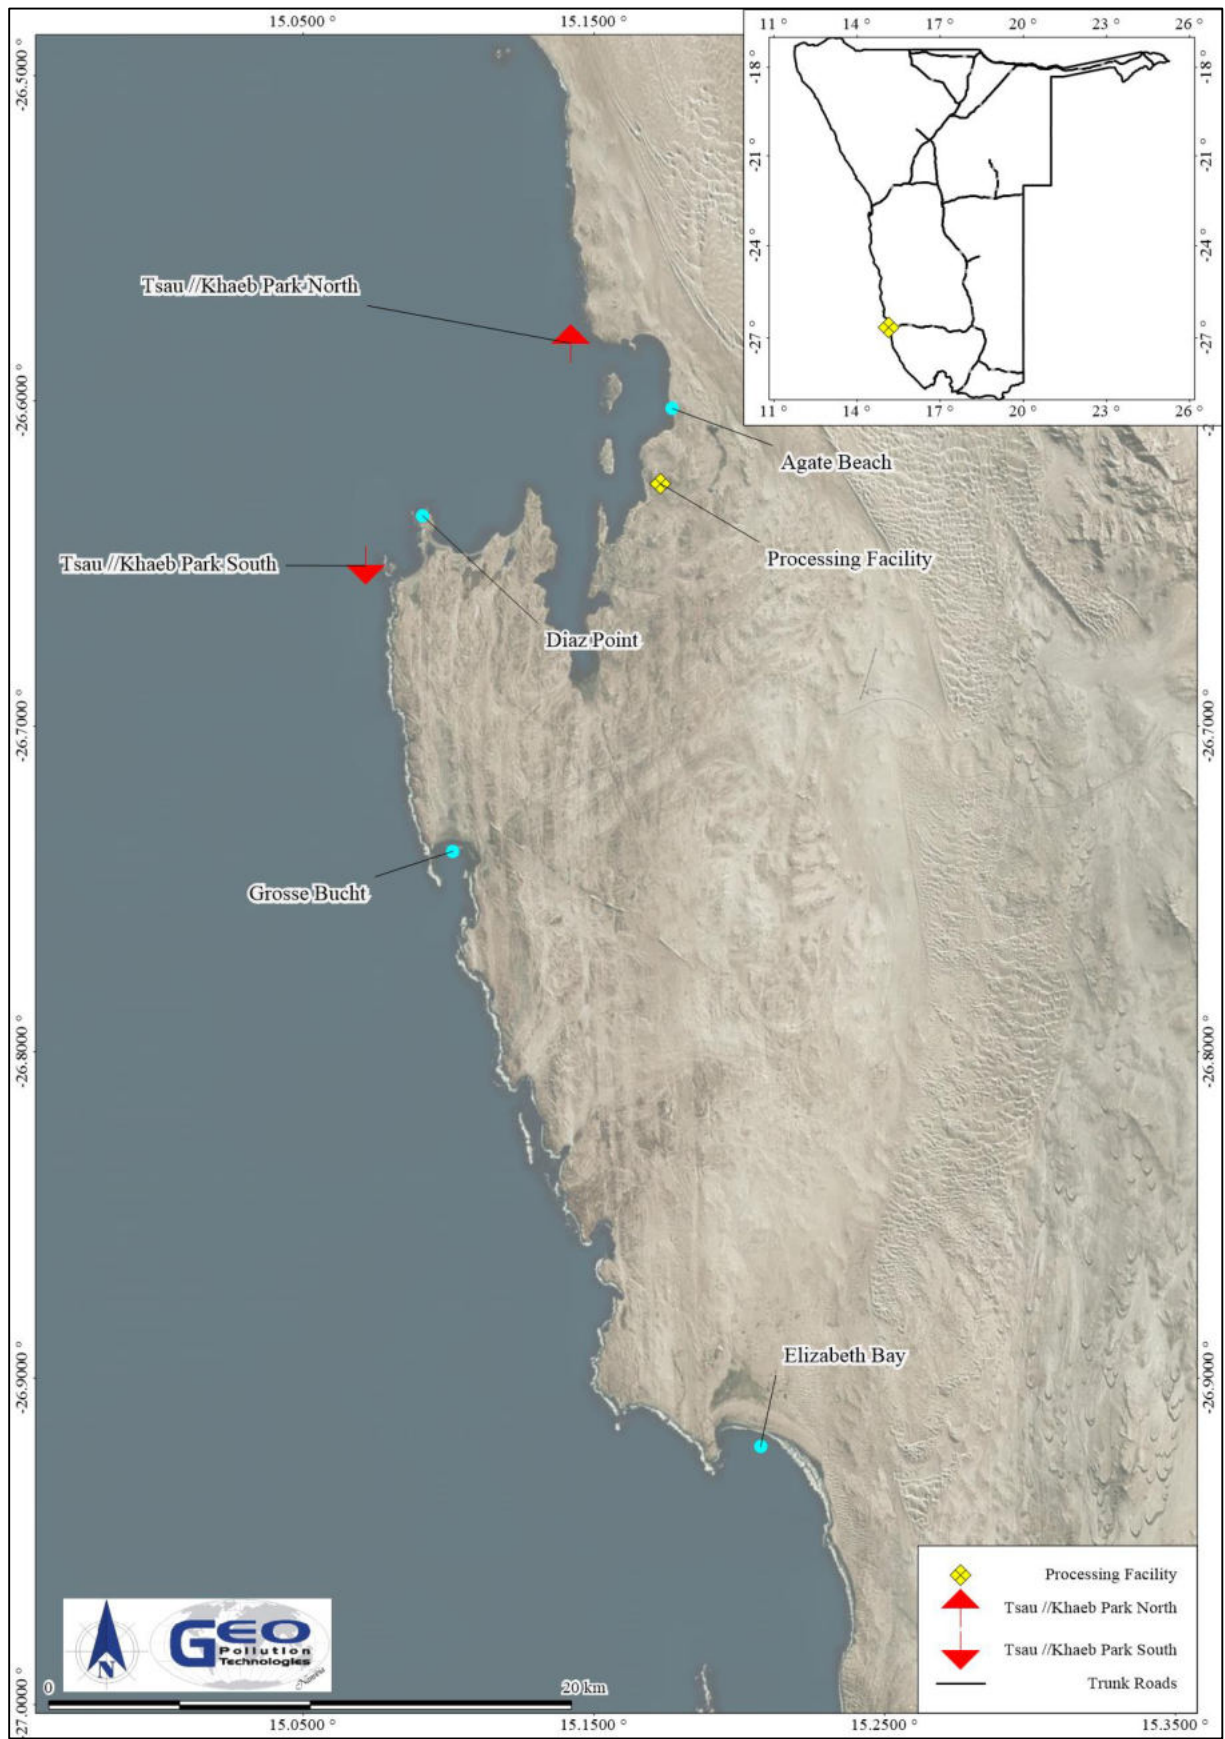 15.0500 °
15.1500 °
11 °
14 °
17 °
20 °
23 °
26 °
-18 °
-21 °
-24 °
-27 °
-18 °
-21 °
-24 °
-27 °
11 °
14 °
17 °
20 °
23 °
26 °
-26.5000 °
-26.6000 °
-26.7000 °
-26.8000 °
-26.9000 °
-27.0000 °
-26.7000 °
-26.8000 °
-26.9000 °
Tsau //Khaeb Park North
Agate Beach
Processing Facility
Tsau //Khaeb Park South
Diaz Point
Grosse Bucht
Elizabeth Bay
Processing Facility
Tsau //Khaeb Park North
Tsau //Khaeb Park South
Trunk Roads
N
GEO
Pollution
Technologies
Namibia
0
20 km
15.0500 °
15.1500 °
15.2500 °
15.3500 °